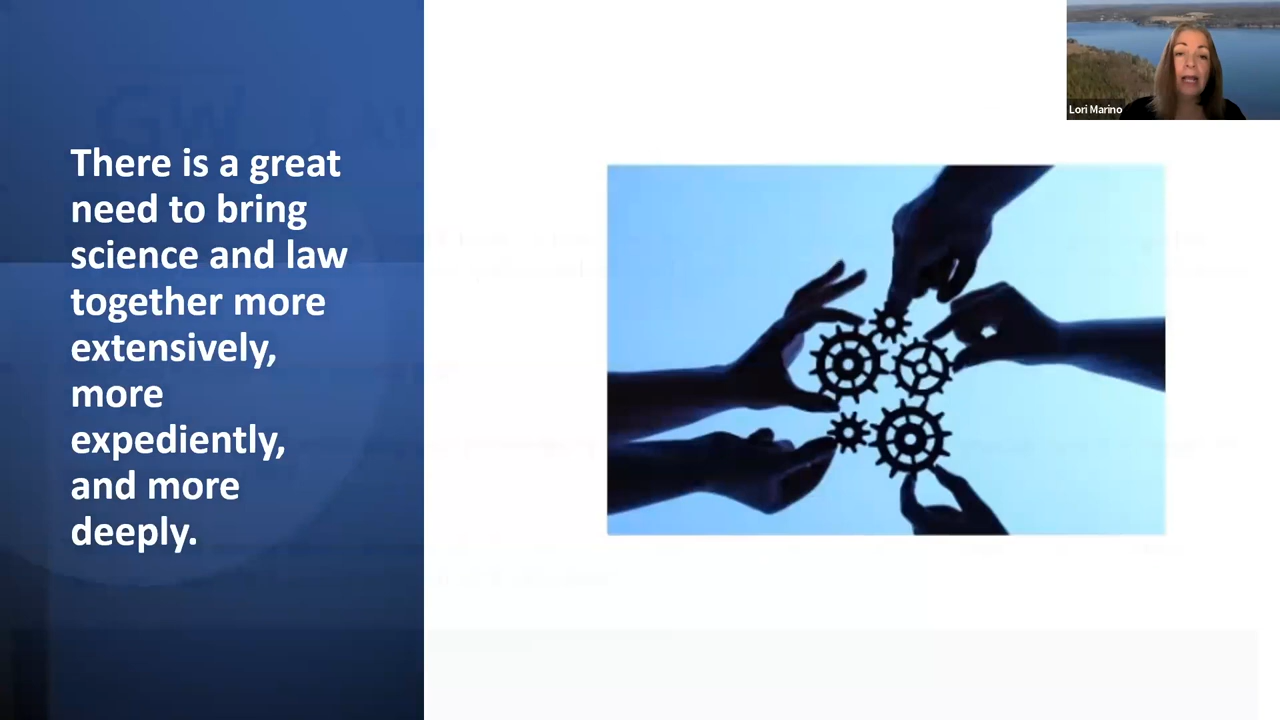 There is a great
need to bring
science and law
together more
extensively,
more
expediently,
and more
deeply.
Lori Marino